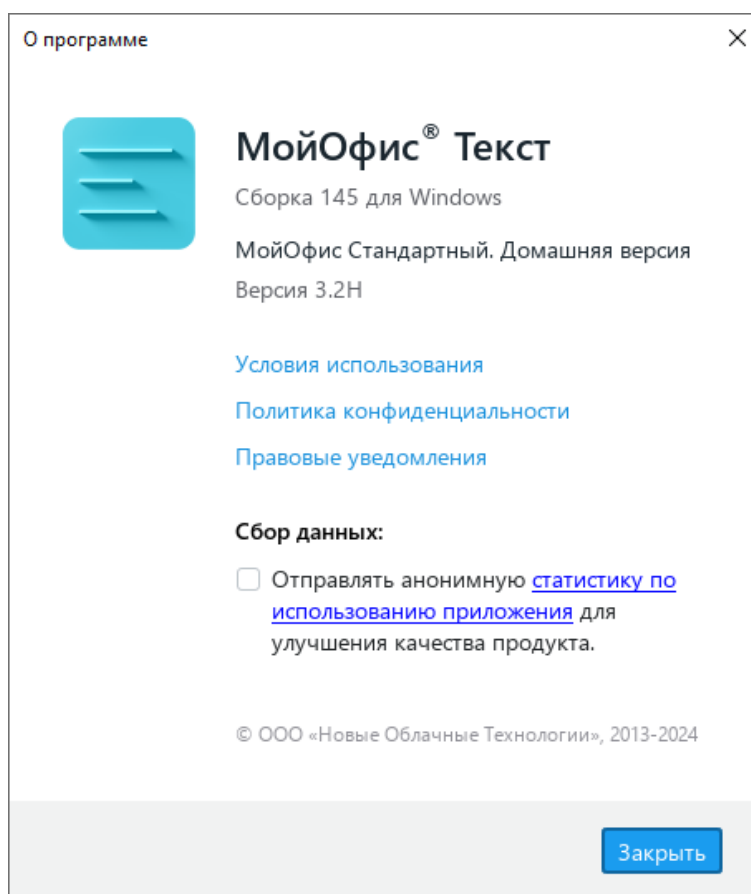 О программе
МойОфис® Текст
Сборка 145 для Windows
МойОфис Стандартный. Домашняя версия
Версия 3.2Н
Условия использования
Политика конфиденциальности
Правовые уведомления
Сбор данных:
Отправлять анонимную статистику по
использованию приложения для
улучшения качества продукта.
© ООО «Новые Облачные Технологии», 2013-2024
Закрыть